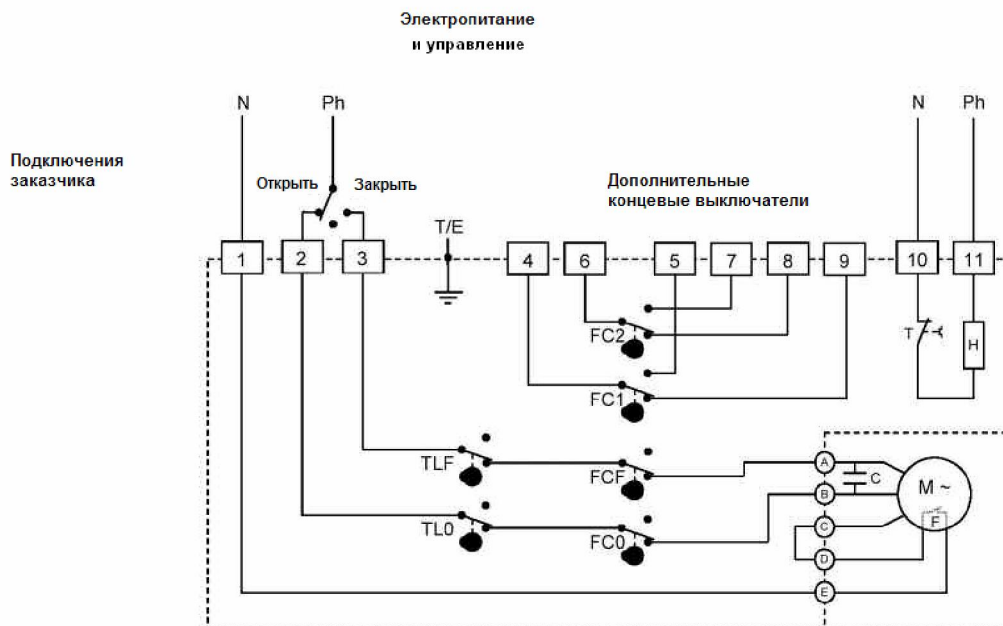 Электропитание
и управление
N
Ph
N
Ph
Подключения
заказчика
Открыть
Закрыть
Дополнительные
концевые выключатели
T/E
1
2
3
4
6
5
7
8
9
10
11
FC2
T
H
FC1
TLF
FCF
A
C
M ~
B
TL0
FC0
C
F
D
E